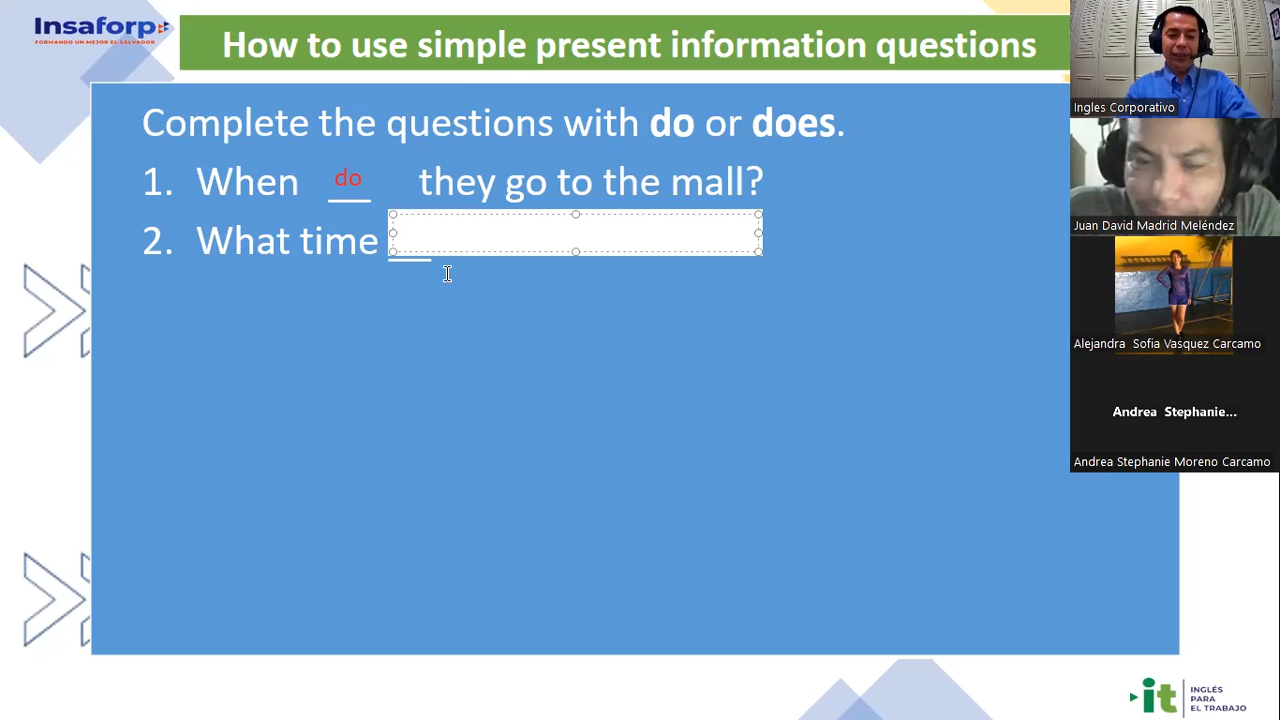 Insaforp
FORMANDO UN MEJOR EL SALVADOR
How to use simple present information questions
Complete the questions with do or does.
1. When do they go to the mall?
2. What time __
Ingles Corporativo
Juan David Madrid Meléndez
Alejandra Sofia Vasquez Carcamo
Andrea Stephanie...
Andrea Stephanie Moreno Carcamo
it INGLÉS
PARA
EL TRABAJO